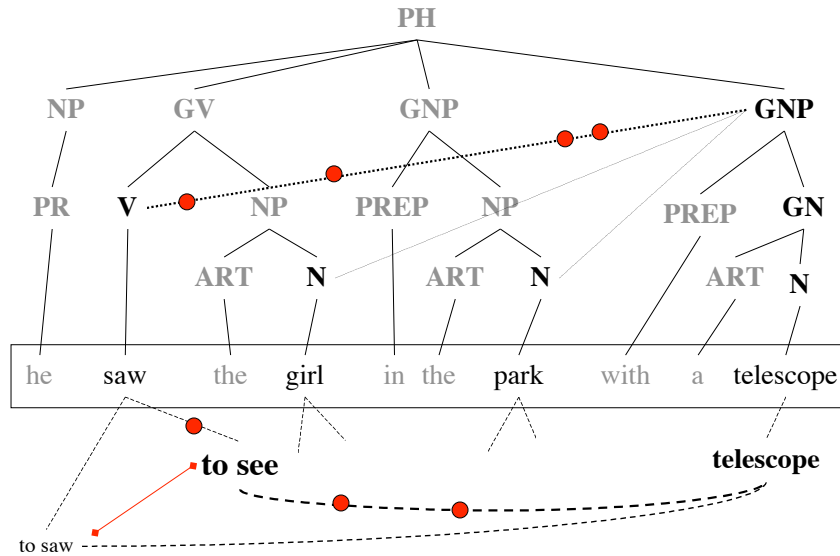 PH
NP GV GNP GNP
PR V NP PREP NP PREP GN
ART N ART N ART N
he saw the girl in the park with a telescope
to see telescope
to saw